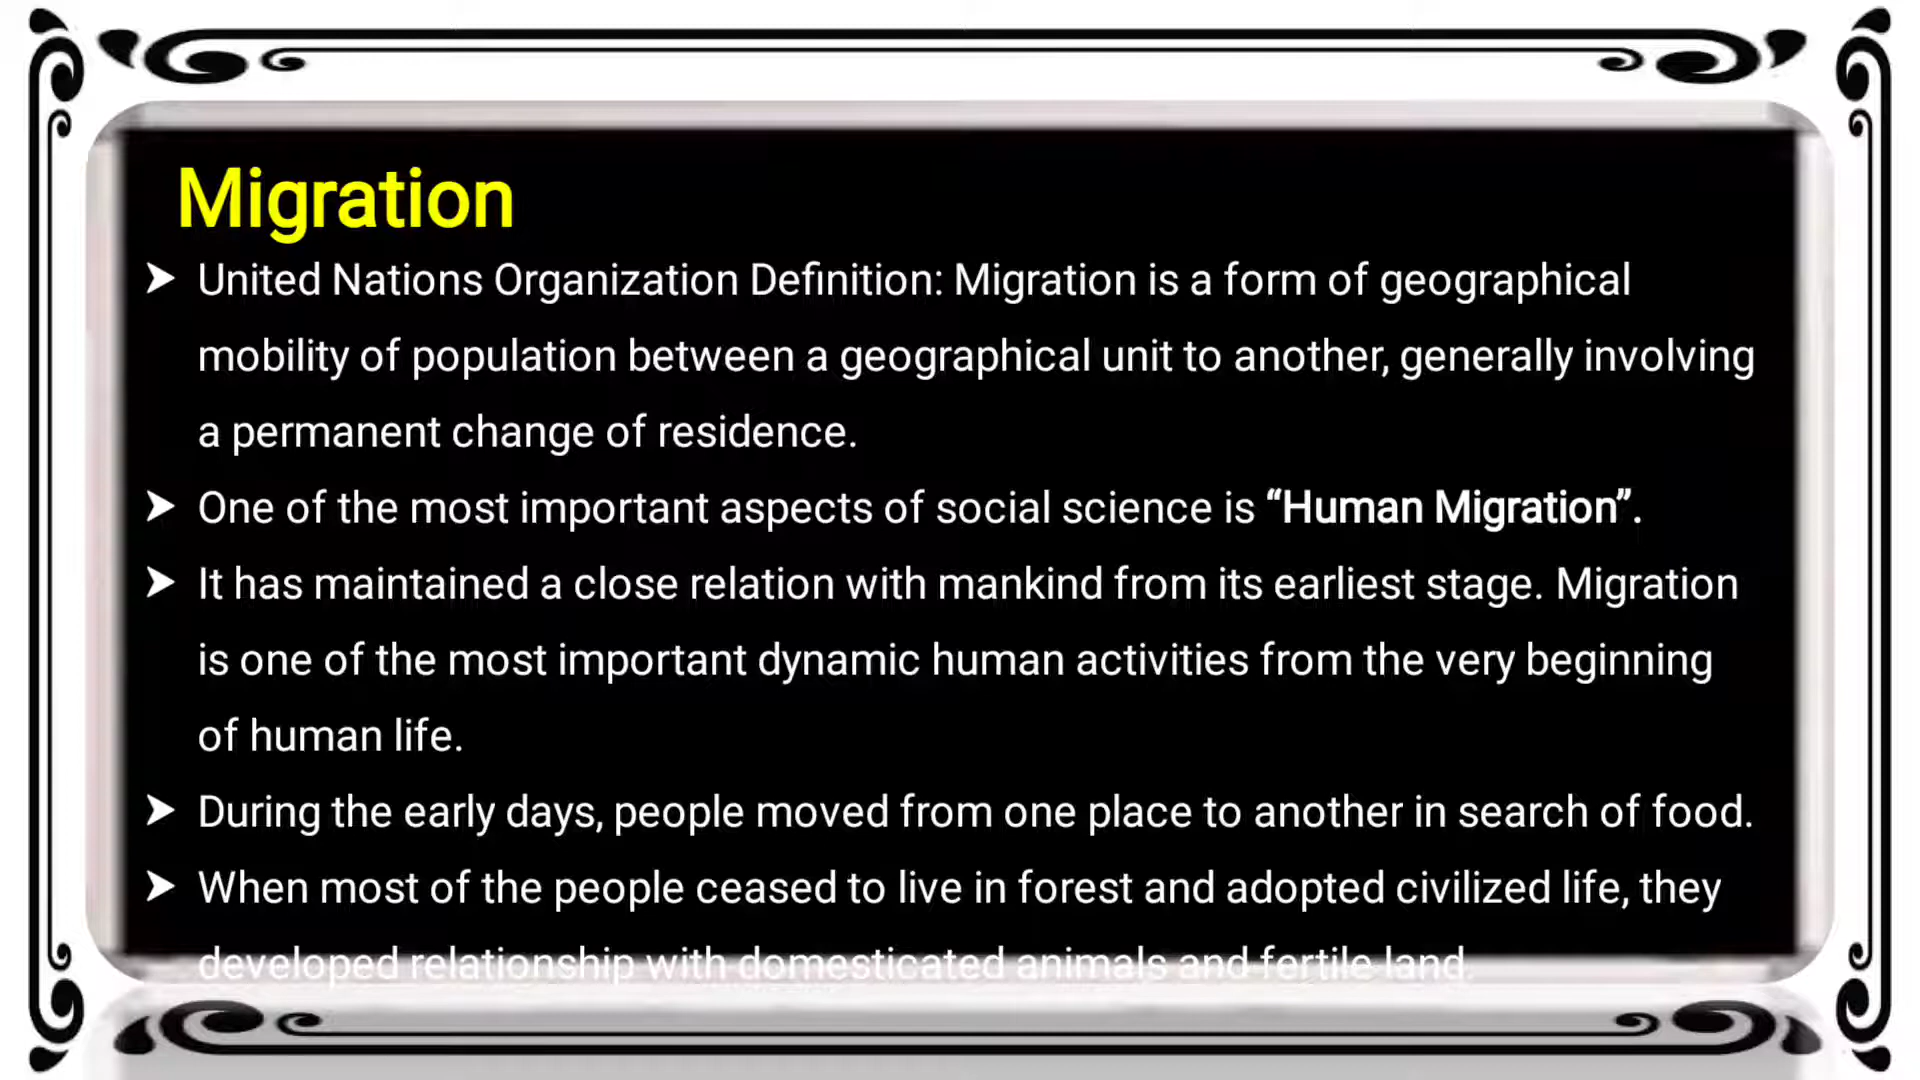 Migration
➤ United Nations Organization Definition: Migration is a form of geographical
mobility of population between a geographical unit to another, generally involving
a permanent change of residence.
➤ One of the most important aspects of social science is “Human Migration”.
➤ It has maintained a close relation with mankind from its earliest stage. Migration
is one of the most important dynamic human activities from the very beginning
of human life.
➤ During the early days, people moved from one place to another in search of food.
➤ When most of the people ceased to live in forest and adopted civilized life, they
developed relationship with domesticated animals and fertile land.